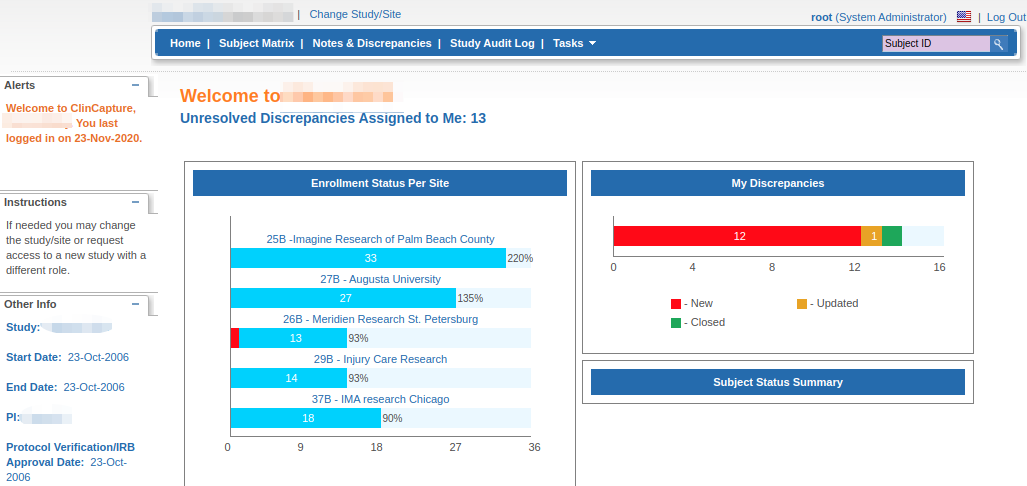 | Change Study/Site
root (System Administrator) | Log Out
Home | Subject Matrix | Notes & Discrepancies | Study Audit Log | Tasks
Subject ID
Alerts
Welcome to ClinCapture,
You last
logged in on 23-Nov-2020.
Instructions
If needed you may change
the study/site or request
access to a new study with a
different role.
Other Info
Study:
Start Date: 23-Oct-2006
End Date: 23-Oct-2006
PI:
Protocol Verification/IRB
Approval Date: 23-Oct-
2006
Welcome to
Unresolved Discrepancies Assigned to Me: 13
Enrollment Status Per Site
25B -Imagine Research of Palm Beach County
33 220%
27B - Augusta University
27 135%
26B - Meridien Research St. Petersburg
13 93%
29B - Injury Care Research
14 93%
37B - IMA research Chicago
18 90%
0 9 18 27 36
My Discrepancies
12 1
0 4 8 12 16
- New - Updated
- Closed
Subject Status Summary